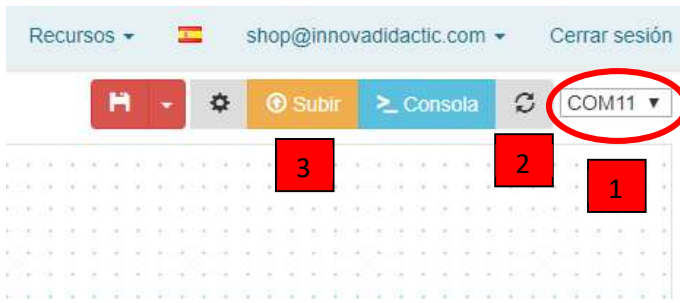 Recursos shop@innovadidactic.com Cerrar sesión
Subir >_ Consola COM11
3 2 1